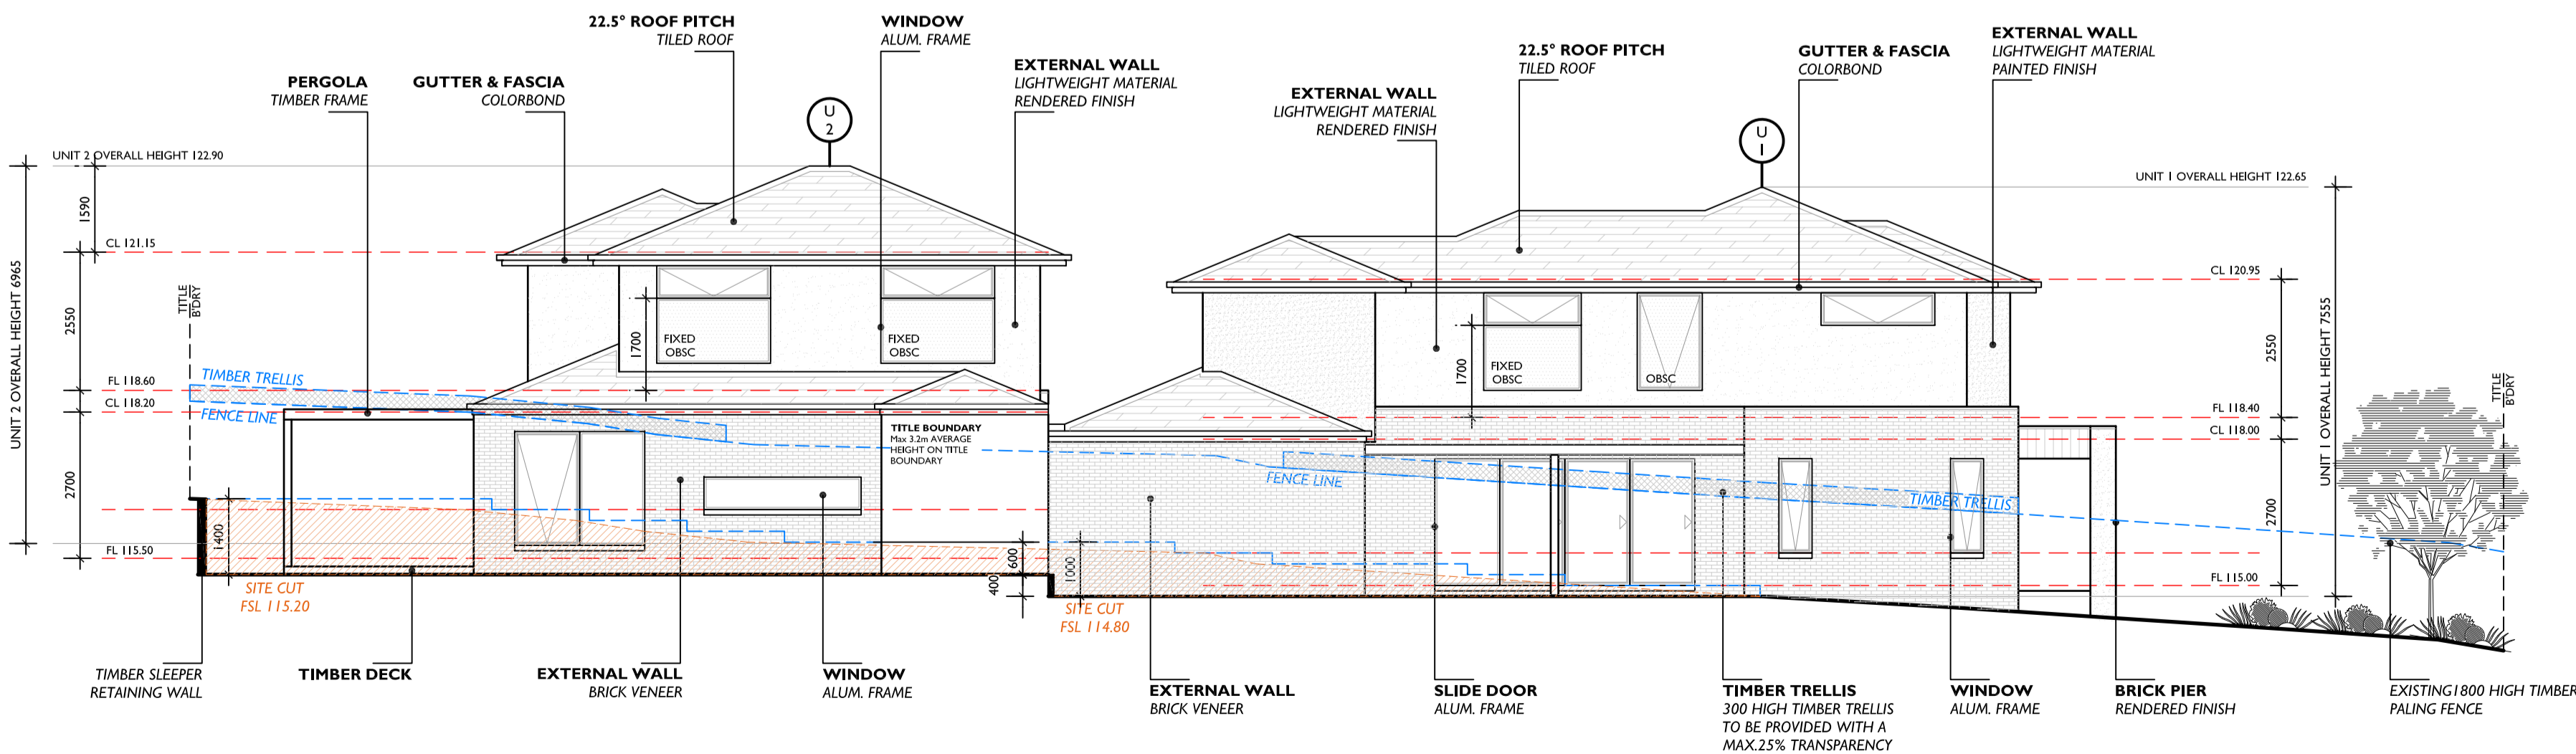 22.5° ROOF PITCH
TILED ROOF
WINDOW
ALUM. FRAME
EXTERNAL WALL
LIGHTWEIGHT MATERIAL
RENDERED FINISH
PERGOLA
TIMBER FRAME
GUTTER & FASCIA
COLORBOND
U
2
22.5° ROOF PITCH
TILED ROOF
GUTTER & FASCIA
COLORBOND
EXTERNAL WALL
LIGHTWEIGHT MATERIAL
PAINTED FINISH
EXTERNAL WALL
LIGHTWEIGHT MATERIAL
RENDERED FINISH
U
1
UNIT 2 OVERALL HEIGHT 122.90
UNIT 1 OVERALL HEIGHT 122.65
UNIT 2 OVERALL HEIGHT 6965
1590
2550
2700
CL 121.15
FL 118.60
CL 118.20
FL 115.50
TITLE
B'DRY
TIMBER TRELLIS
FENCE LINE
1400
SITE CUT
FSL 115.20
1700
FIXED
OBSC
FIXED
OBSC
TITLE BOUNDARY
Max 3.2m AVERAGE
HEIGHT ON TITLE
BOUNDARY
600
400
1000
SITE CUT
FSL 114.80
1700
FIXED
OBSC
OBSC
FENCE LINE
TIMBER TRELLIS
CL 120.95
FL 118.40
CL 118.00
FL 115.00
2550
2700
UNIT 1 OVERALL HEIGHT 7555
TITLE
B'DRY
TIMBER SLEEPER
RETAINING WALL
TIMBER DECK
EXTERNAL WALL
BRICK VENEER
WINDOW
ALUM. FRAME
EXTERNAL WALL
BRICK VENEER
SLIDE DOOR
ALUM. FRAME
TIMBER TRELLIS
300 HIGH TIMBER TRELLIS
TO BE PROVIDED WITH A
MAX.25% TRANSPARENCY
WINDOW
ALUM. FRAME
BRICK PIER
RENDERED FINISH
EXISTING1800 HIGH TIMBER
PALING FENCE